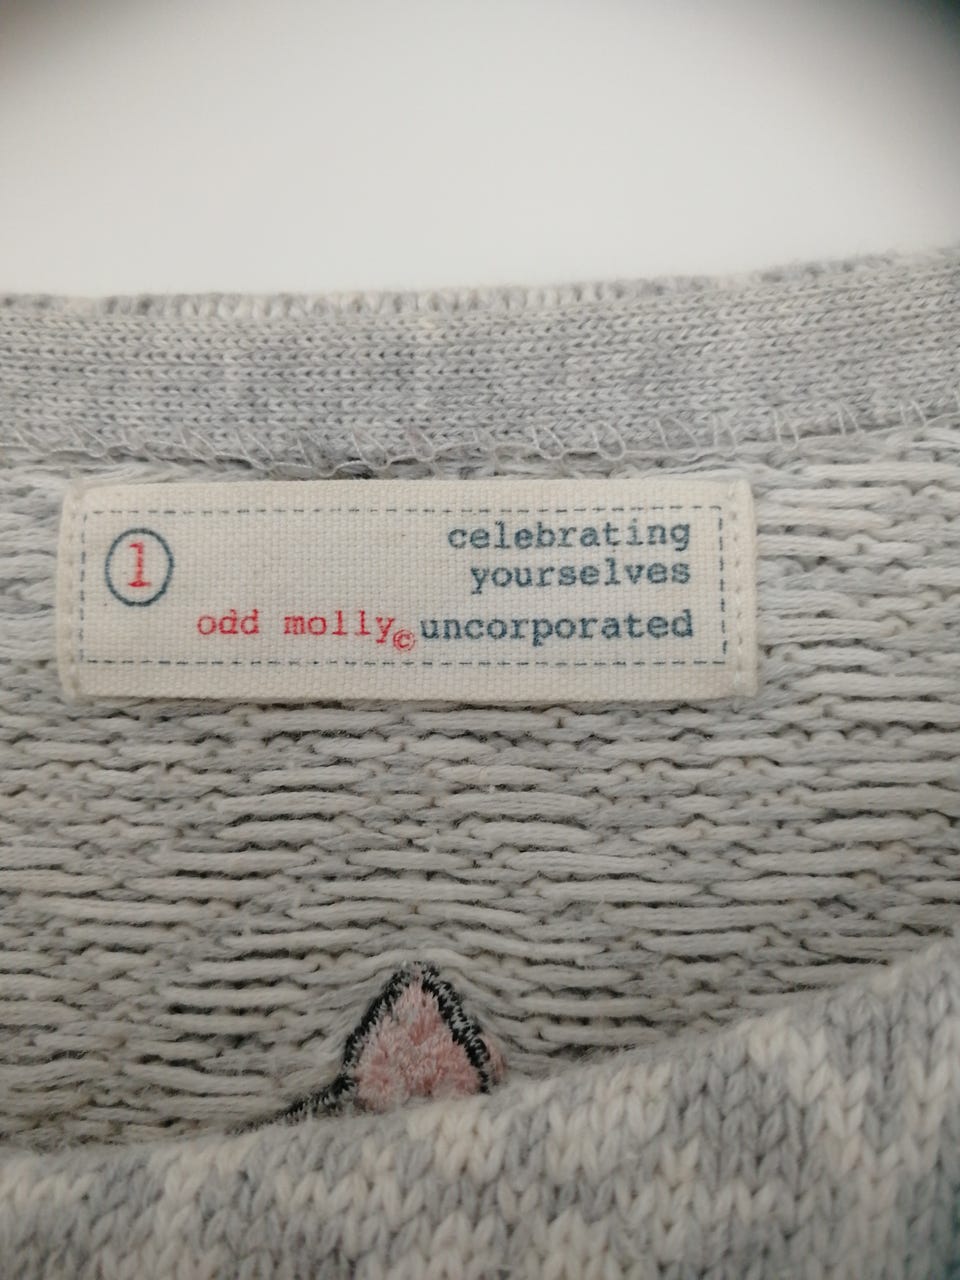 1
celebrating
yourselves
odd molly© uncorporated